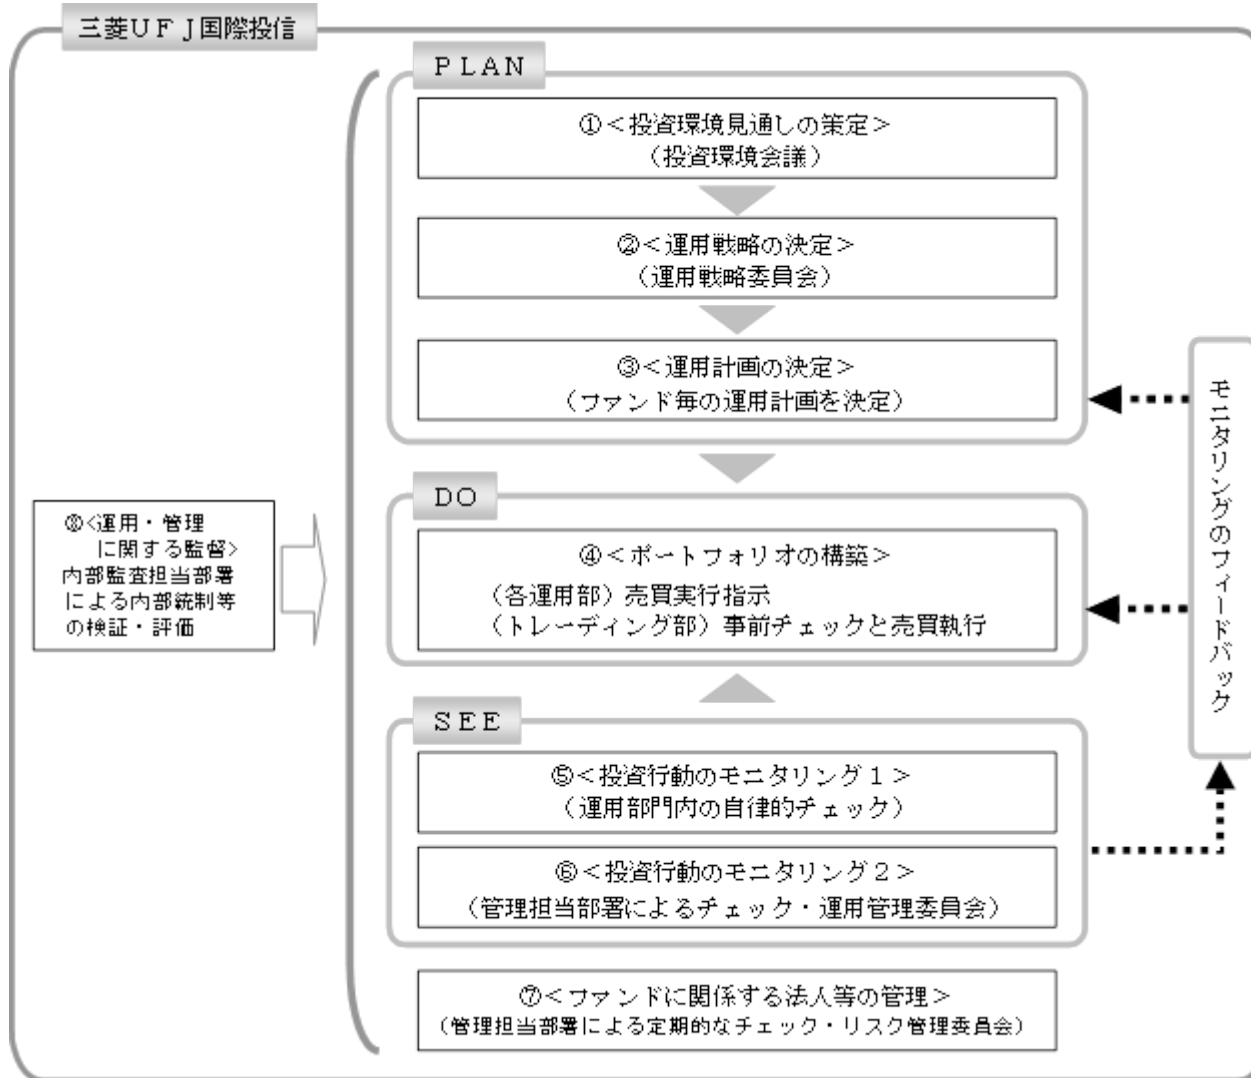 三菱ＵＦＪ国際投信
ＰＬＡＮ
①＜投資環境見通しの策定＞
（投資環境会議）
②＜運用戦略の決定＞
（運用戦略委員会）
③＜運用計画の決定＞
（ファンド毎の運用計画を決定）
ＤＯ
④＜ポートフォリオの構築＞
（各運用部）売買実行指示
（トレーディング部）事前チェックと売買執行
ＳＥＥ
⑤＜投資行動のモニタリング１＞
（運用部門内の自律的チェック）
⑥＜投資行動のモニタリング２＞
（管理担当部署によるチェック・運用管理委員会）
⑦＜ファンドに関係する法人等の管理＞
（管理担当部署による定期的なチェック・リスク管理委員会）
⑧＜運用・管理
に関する監督＞
内部監査担当部署
による内部統制等
の検証・評価
モニタリングのフィードバック